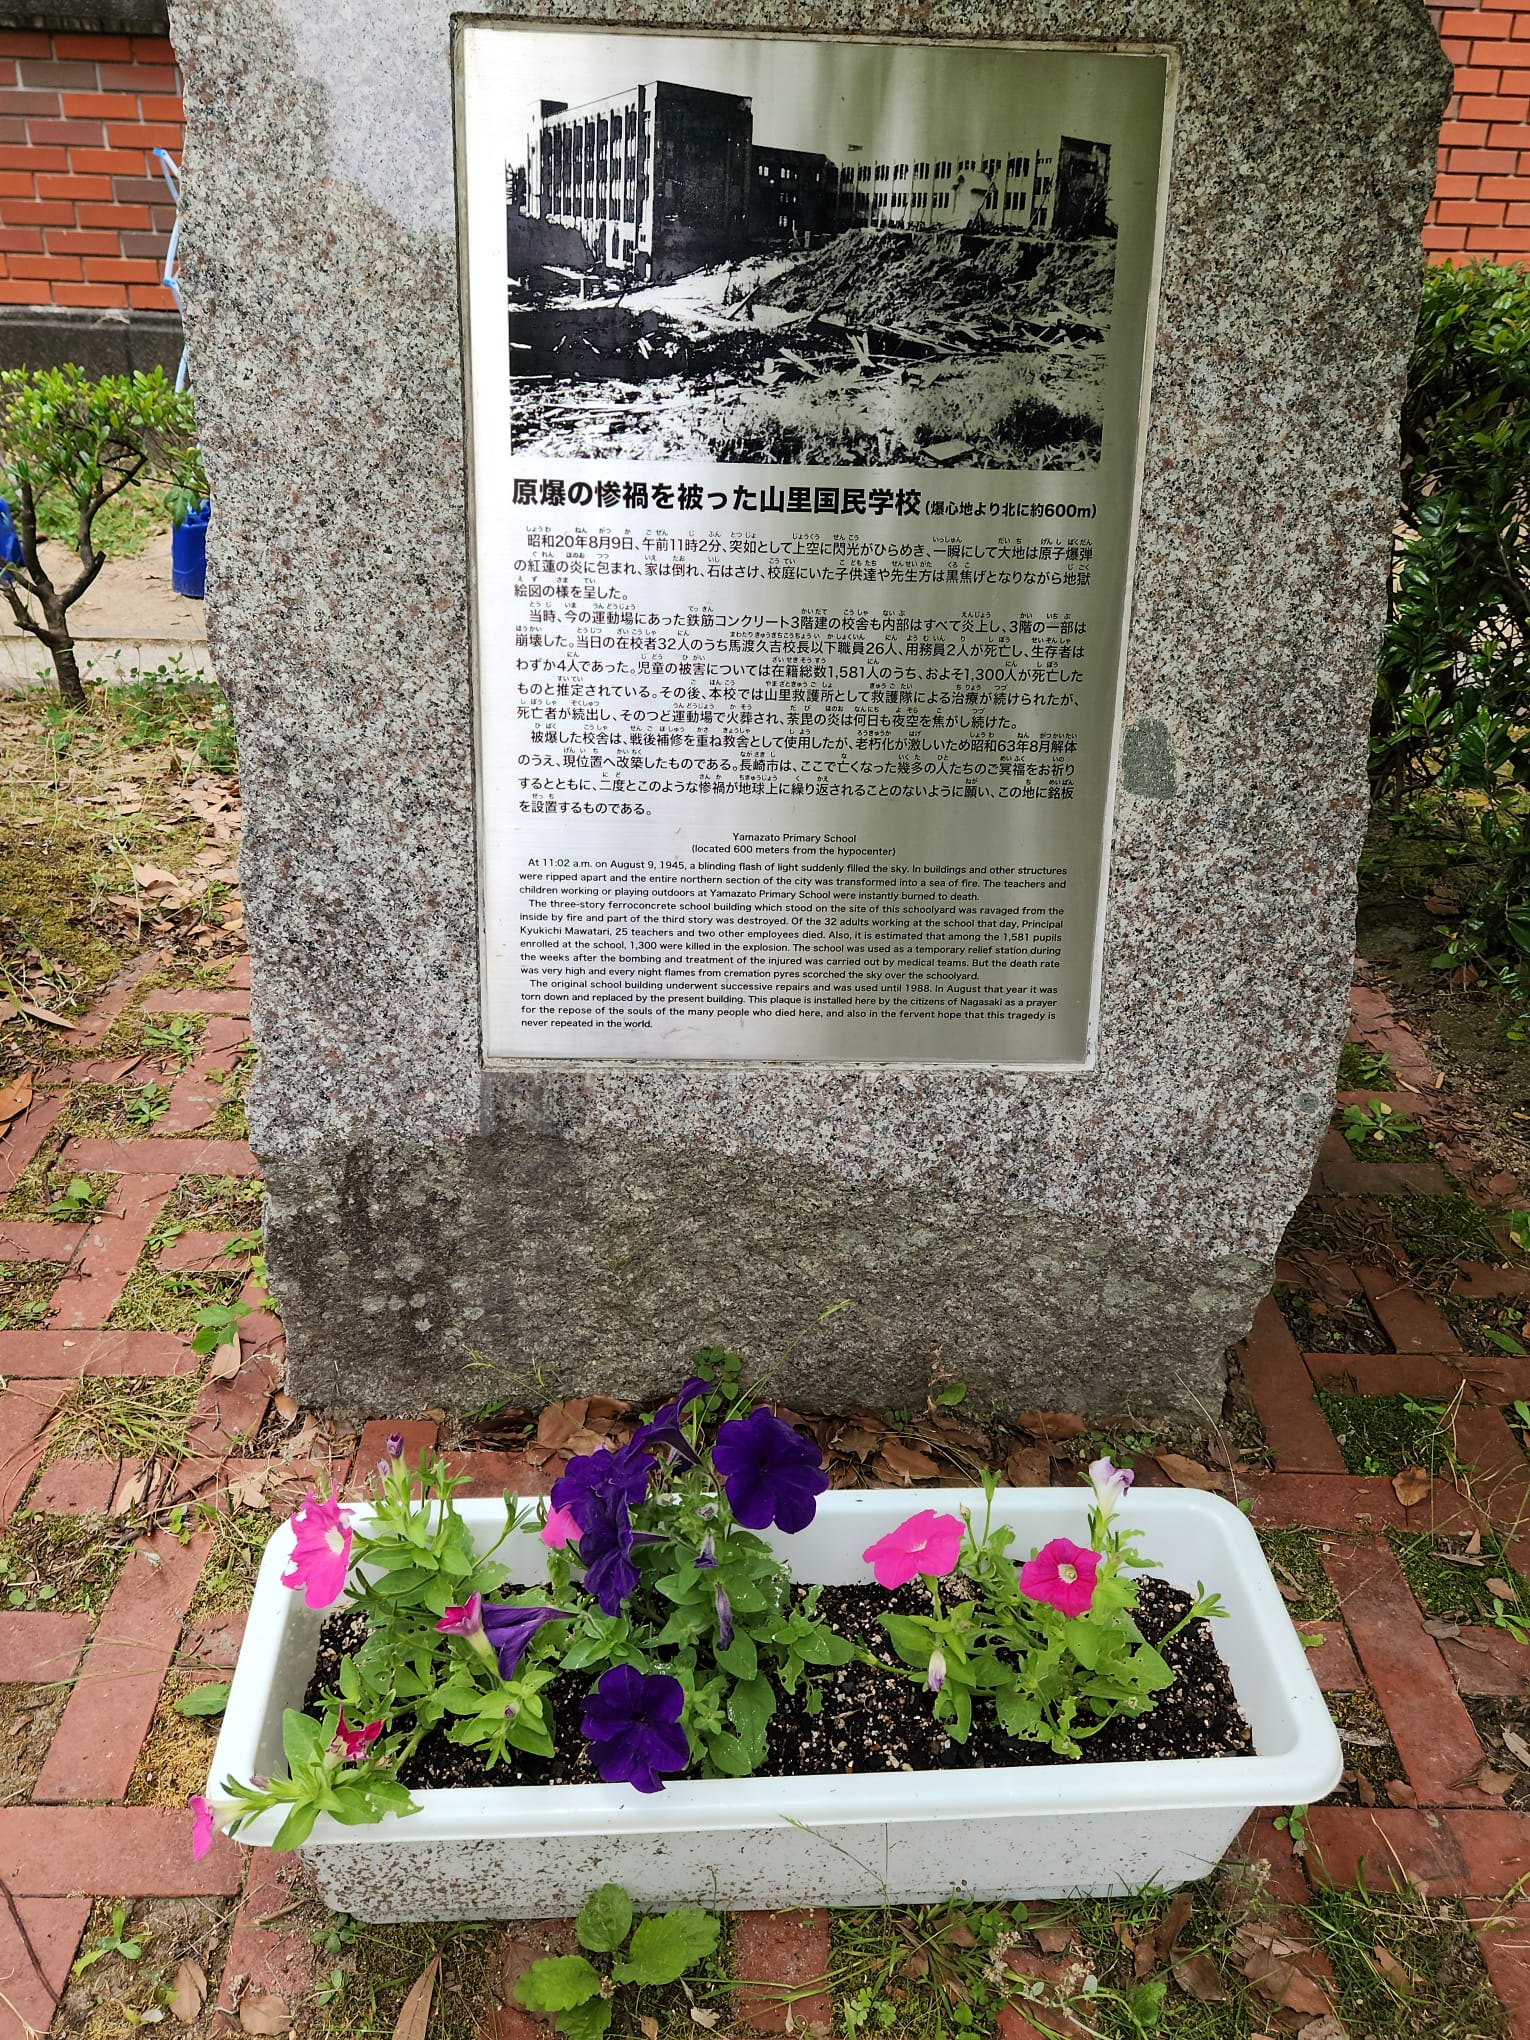 原爆の惨禍を被った山里国民学校(爆心地より北に約600m)
昭和20年8月9日、午前11時2分、突如として上空に閃光がひらめき、一瞬にして大地は原子爆弾
の紅蓮の炎に包まれ、家は倒れ、石はさけ、校庭にいた子供達や先生方は黒焦げとなりながら地獄
絵図の様を呈した。
当時、今の運動場にあった鉄筋コンクリート3階建の校舎も内部はすべて炎上し、3階の一部は
崩壊した。当日の在校者32人のうち馬渡久吉校長以下職員26人、用務員2人が死亡し、生存者は
わずか4人であった。児童の被害については在籍総数1,581人のうち、およそ1,300人が死亡した
ものと推定されている。その後、本校では山里救護所として救護隊による治療が続けられたが、
死亡者が続出し、そのつど運動場で火葬され、荼毘の炎は何日も夜空を焦がし続けた。
被爆した校舎は、戦後補修を重ね教舎として使用したが、老朽化が激しいため昭和63年8月解体
のうえ、現位置へ改築したものである。長崎市は、ここで亡くなった幾多の人たちのご冥福をお祈り
するとともに、二度とこのような惨禍が地球上に繰り返されることのないように願い、この地に銘板
を設置するものである。
Yamazato Primary School
(located 600 meters from the hypocenter)
At 11:02 a.m. on August 9, 1945, a blinding flash of light suddenly filled the sky. In buildings and other structures
were ripped apart and the entire northern section of the city was transformed into a sea of fire. The teachers and
children working or playing outdoors at Yamazato Primary School were instantly burned to death.
The three-story ferroconcrete school building which stood on the site of this schoolyard was ravaged from the
inside by fire and part of the third story was destroyed. Of the 32 adults working at the school that day, Principal
Kyukichi Mawatari, 25 teachers and two other employees died. Also, it is estimated that among the 1,581 pupils
enrolled at the school, 1,300 were killed in the explosion. The school was used as a temporary relief station during
the weeks after the bombing and treatment of the injured was carried out by medical teams. But the death rate
was very high and every night flames from cremation pyres scorched the sky over the schoolyard.
The original school building underwent successive repairs and was used until 1988. In August that year it was
torn down and replaced by the present building. This plaque is installed here by the citizens of Nagasaki as a prayer
for the repose of the souls of the many people who died here, and also in the fervent hope that this tragedy is
never repeated in the world.